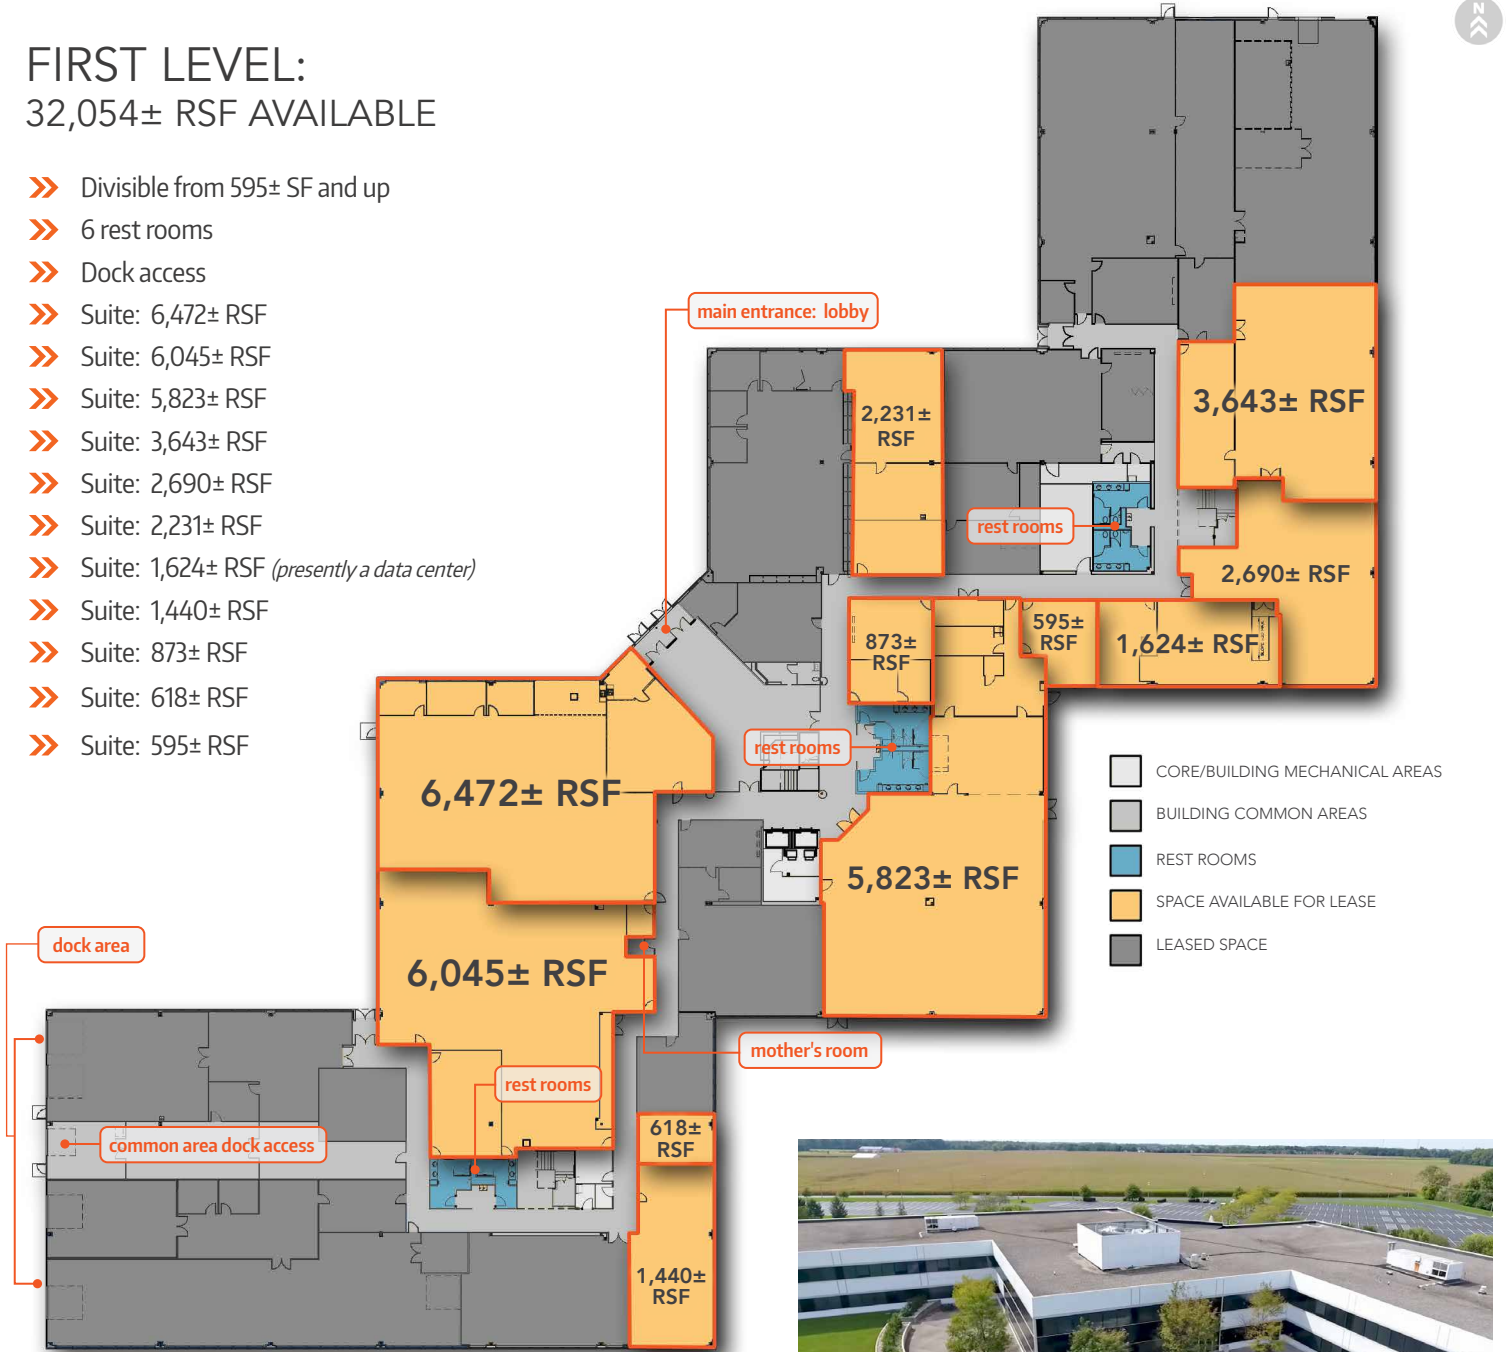 N
FIRST LEVEL:
32,054± RSF AVAILABLE
Divisible from 595± SF and up
6 rest rooms
Dock access
Suite: 6,472± RSF
Suite: 6,045± RSF
Suite: 5,823± RSF
Suite: 3,643± RSF
Suite: 2,690± RSF
Suite: 2,231± RSF
Suite: 1,624± RSF (presently a data center)
Suite: 1,440± RSF
Suite: 873± RSF
Suite: 618± RSF
Suite: 595± RSF
main entrance: lobby
3,643± RSF
2,231±
RSF
rest rooms
2,690± RSF
873±
RSF
595±
RSF
1,624± RSF
rest rooms
6,472± RSF
5,823± RSF
CORE/BUILDING MECHANICAL AREAS
BUILDING COMMON AREAS
REST ROOMS
SPACE AVAILABLE FOR LEASE
LEASED SPACE
dock area
6,045± RSF
mother's room
rest rooms
common area dock access
618±
RSF
1,440±
RSF